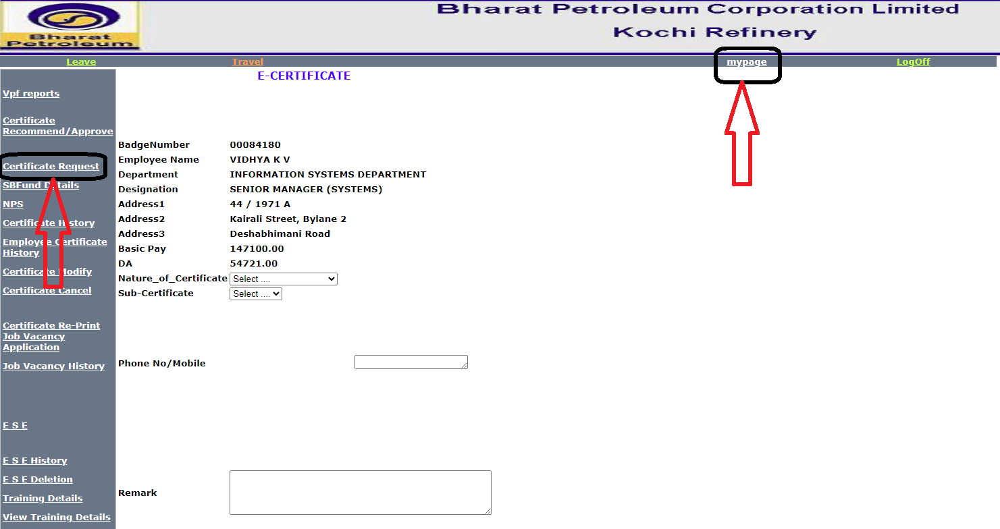 Bharat
Petroleum
Bharat Petroleum Corporation Limited
Kochi Refinery
Leave Travel mypage LogOff
E-CERTIFICATE
Vpf reports
Certificate
Recommend/Approve
Certificate Request
SBFund Details
NPS
Certificate History
Employee Certificate
History
Certificate Modify
Certificate Cancel
Certificate Re-Print
Job Vacancy
Application
Job Vacancy History
E S E
E S E History
E S E Deletion
Training Details
View Training Details
BadgeNumber 00084180
Employee Name VIDHYA K V
Department INFORMATION SYSTEMS DEPARTMENT
Designation SENIOR MANAGER (SYSTEMS)
Address1 44 / 1971 A
Address2 Kairali Street, Bylane 2
Address3 Deshabhimani Road
Basic Pay 147100.00
DA 54721.00
Nature_of_Certificate Select ....
Sub-Certificate Select ....
Phone No/Mobile
Remark